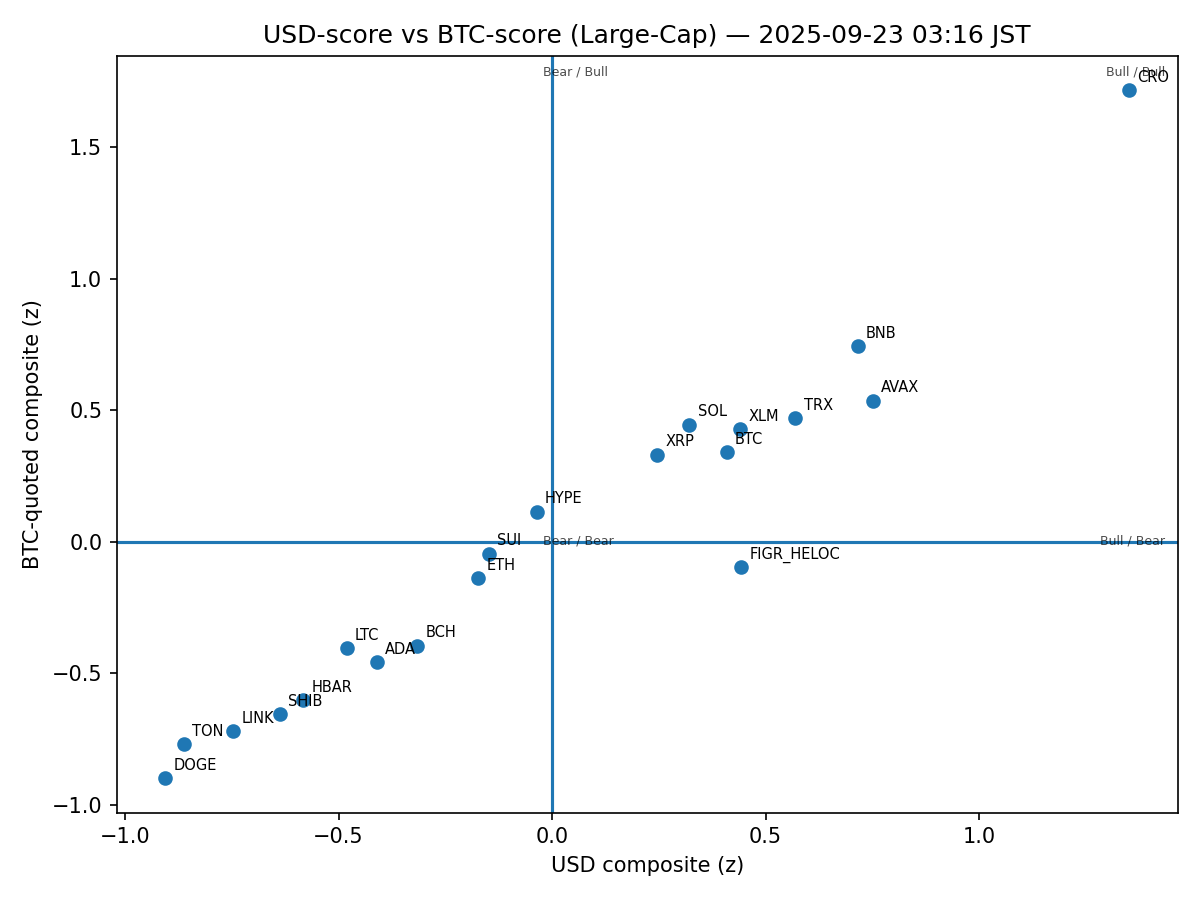 USD-score vs BTC-score (Large-Cap) — 2025-09-23 03:16 JST
Bear / Bull
Bull / Bull
CRO
1.5
1.0
BNB
AVAX
TRX
SOL
XLM
0.5
BTC
XRP
HYPE
SUI
Bear / Bear
Bull / Bear
0.0
FIGR_HELOC
ETH
BCH
LTC
ADA
−0.5
HBAR
SHIB
LINK
TON
DOGE
−1.0
BTC-quoted composite (z)
−1.0
−0.5
0.0
0.5
1.0
USD composite (z)